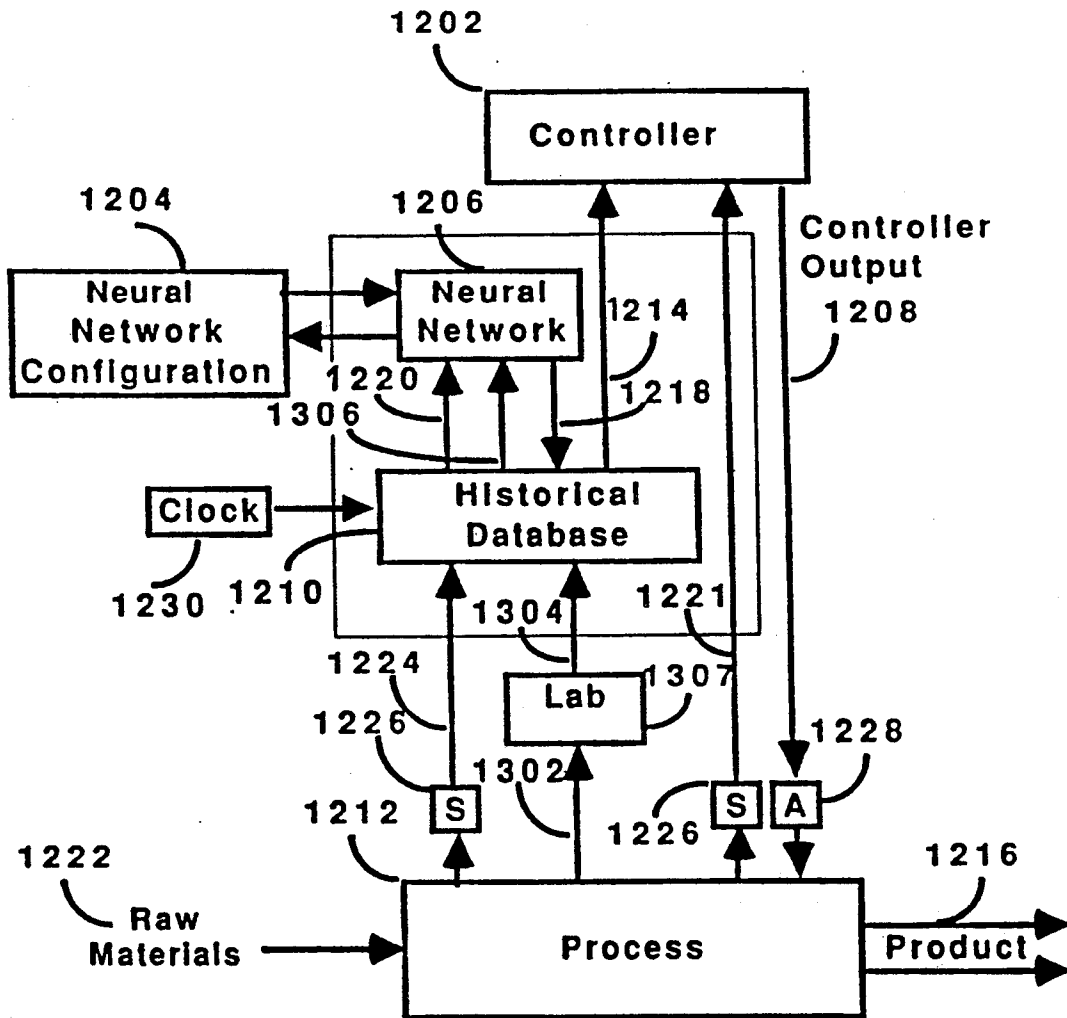 1202
Controller
1204
1206
Controller
Output
1208
Neural
Network
Configuration
Neural
Network
1214
1220
1306
1218
Clock
Historical
Database
1230
1210
1304
1221
1224
1307
Lab
1226
1228
1302
S
S
A
1212
1226
1222
1216
Raw
Materials
Process
Product